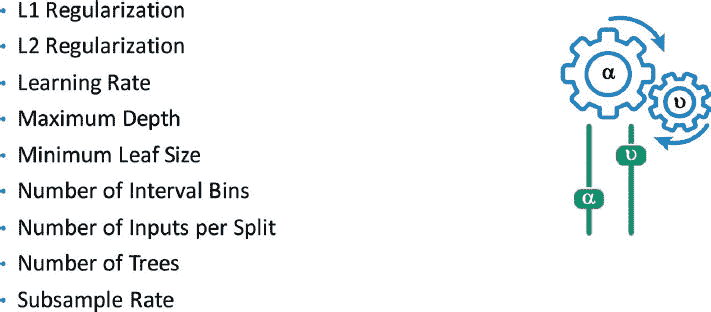 • L1 Regularization
• L2 Regularization
• Learning Rate
• Maximum Depth
• Minimum Leaf Size
• Number of Interval Bins
• Number of Inputs per Split
• Number of Trees
• Subsample Rate
α
υ
υ
α